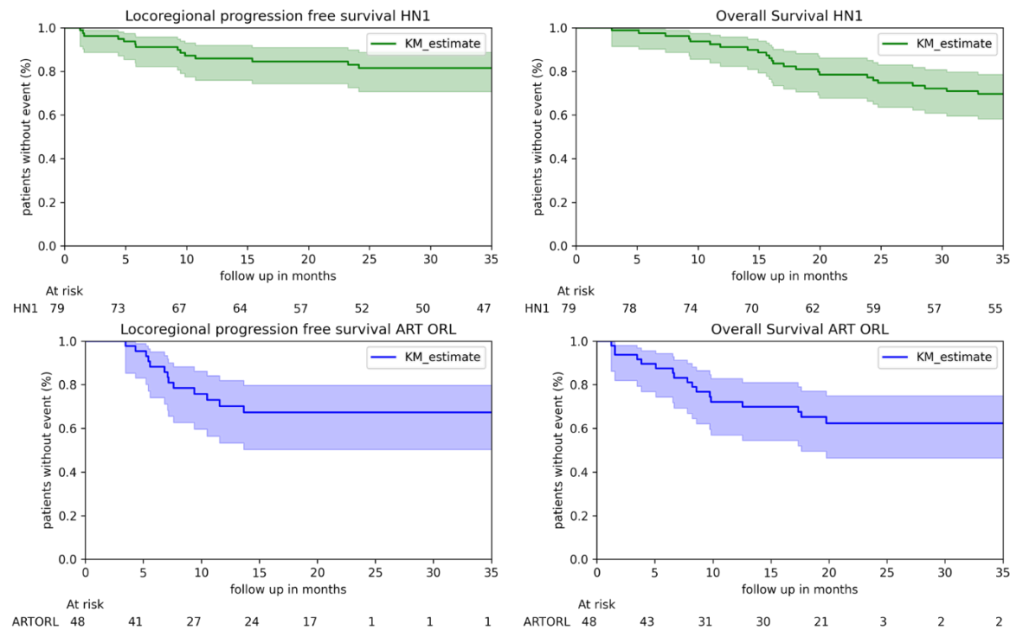 Locoregional progression free survival HN1
1.0
0.8
0.6
0.4
0.2
0.0
patients without event (%)
KM_estimate
0 5 10 15 20 25 30 35
follow up in months
At risk
HN1 79 73 67 64 57 52 50 47
Overall Survival HN1
1.0
0.8
0.6
0.4
0.2
0.0
patients without event (%)
KM_estimate
0 5 10 15 20 25 30 35
follow up in months
At risk
HN1 79 78 74 70 62 59 57 55
Locoregional progression free survival ART ORL
1.0
0.8
0.6
0.4
0.2
0.0
patients without event (%)
KM_estimate
0 5 10 15 20 25 30 35
follow up in months
At risk
ARTORL 48 41 27 24 17 1 1 1
Overall Survival ART ORL
1.0
0.8
0.6
0.4
0.2
0.0
patients without event (%)
KM_estimate
0 5 10 15 20 25 30 35
follow up in months
At risk
ARTORL 48 43 31 30 21 3 2 2